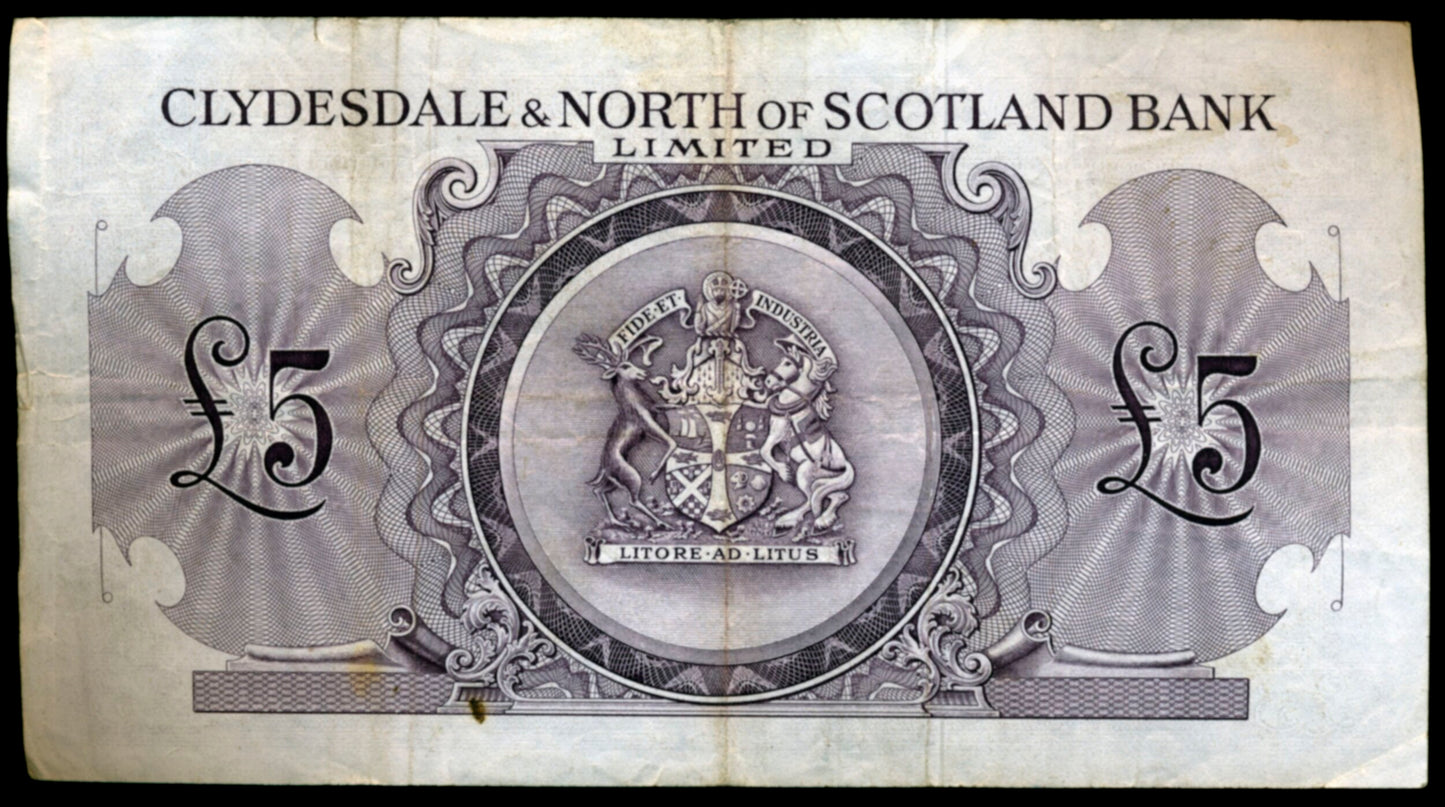 CLYDESDALE & NORTH OF SCOTLAND BANK
LIMITED
FIDE·ET· INDUSTRIA
£5 £5
LITORE·AD·LITUS